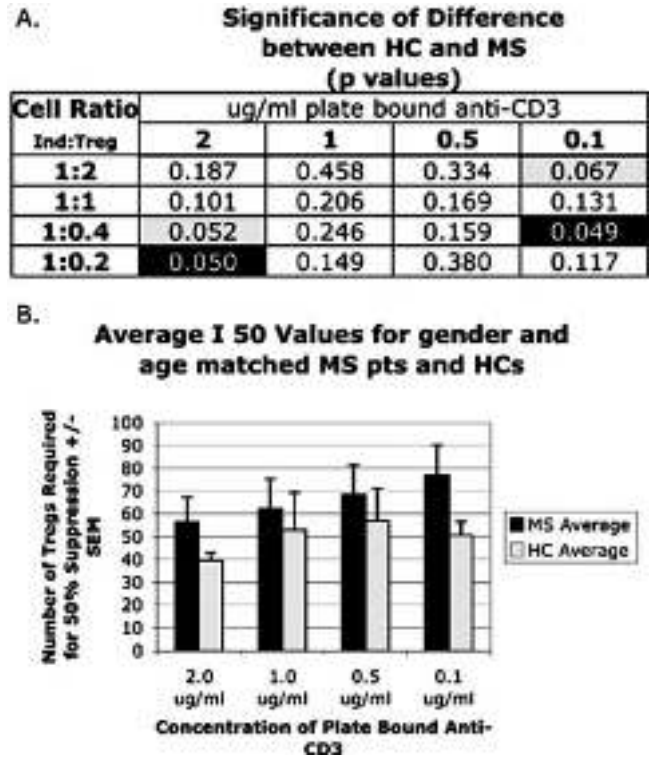 A.
Significance of Difference
between HC and MS
(p values)
Cell Ratio ug/ml plate bound anti-CD3
Ind:Treg 2 1 0.5 0.1
1:2 0.187 0.458 0.334 0.067
1:1 0.101 0.206 0.169 0.131
1:0.4 0.052 0.246 0.159 0.049
1:0.2 0.050 0.149 0.380 0.117
B.
Average I 50 Values for gender and
age matched MS pts and HCs
Number of Tregs Required
for 50% Suppression +/-
SEM
100
90
80
70
60
50
40
30
20
10
0
MS Average
HC Average
2.0 1.0 0.5 0.1
ug/ml ug/ml ug/ml ug/ml
Concentration of Plate Bound Anti-
CD3